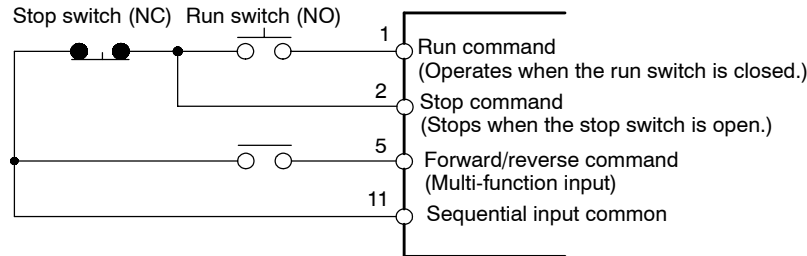 Stop switch (NC) Run switch (NO)
1
Run command
(Operates when the run switch is closed.)
2
Stop command
(Stops when the stop switch is open.)
5
Forward/reverse command
(Multi-function input)
11
Sequential input common